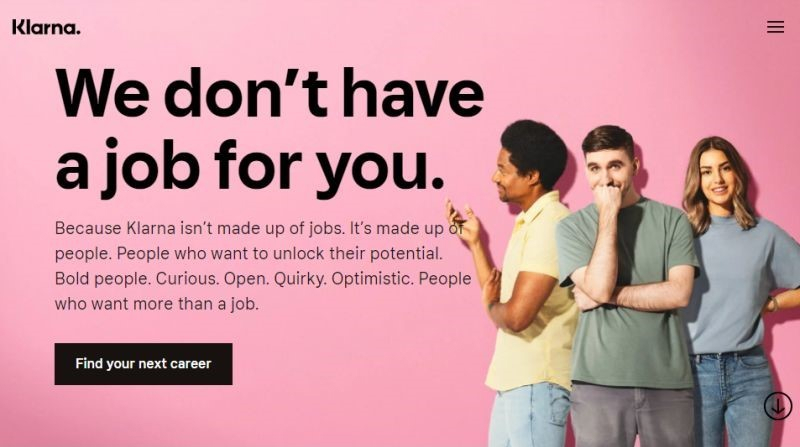 Klarna.
We don’t have
a job for you.
Because Klarna isn’t made up of jobs. It’s made up of
people. People who want to unlock their potential.
Bold people. Curious. Open. Quirky. Optimistic. People
who want more than a job.
Find your next career